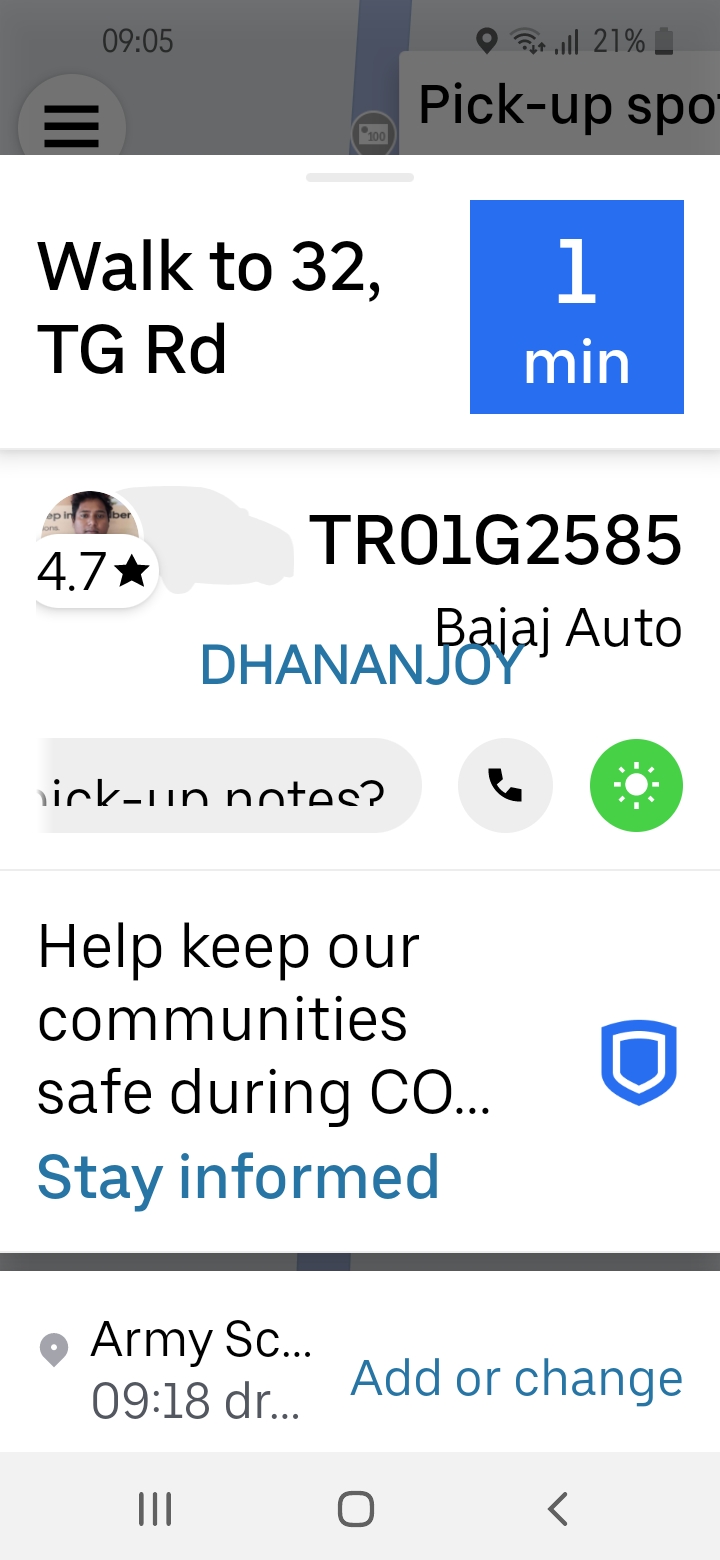 09:05
21%
100
Pick-up spo
Walk to 32,
TG Rd
1
min
4.7★
TR01G2585
Bajaj Auto
DHANANJOY
pick-up notes?
Help keep our
communities
safe during CO...
Stay informed
Army Sc...
09:18 dr...
Add or change